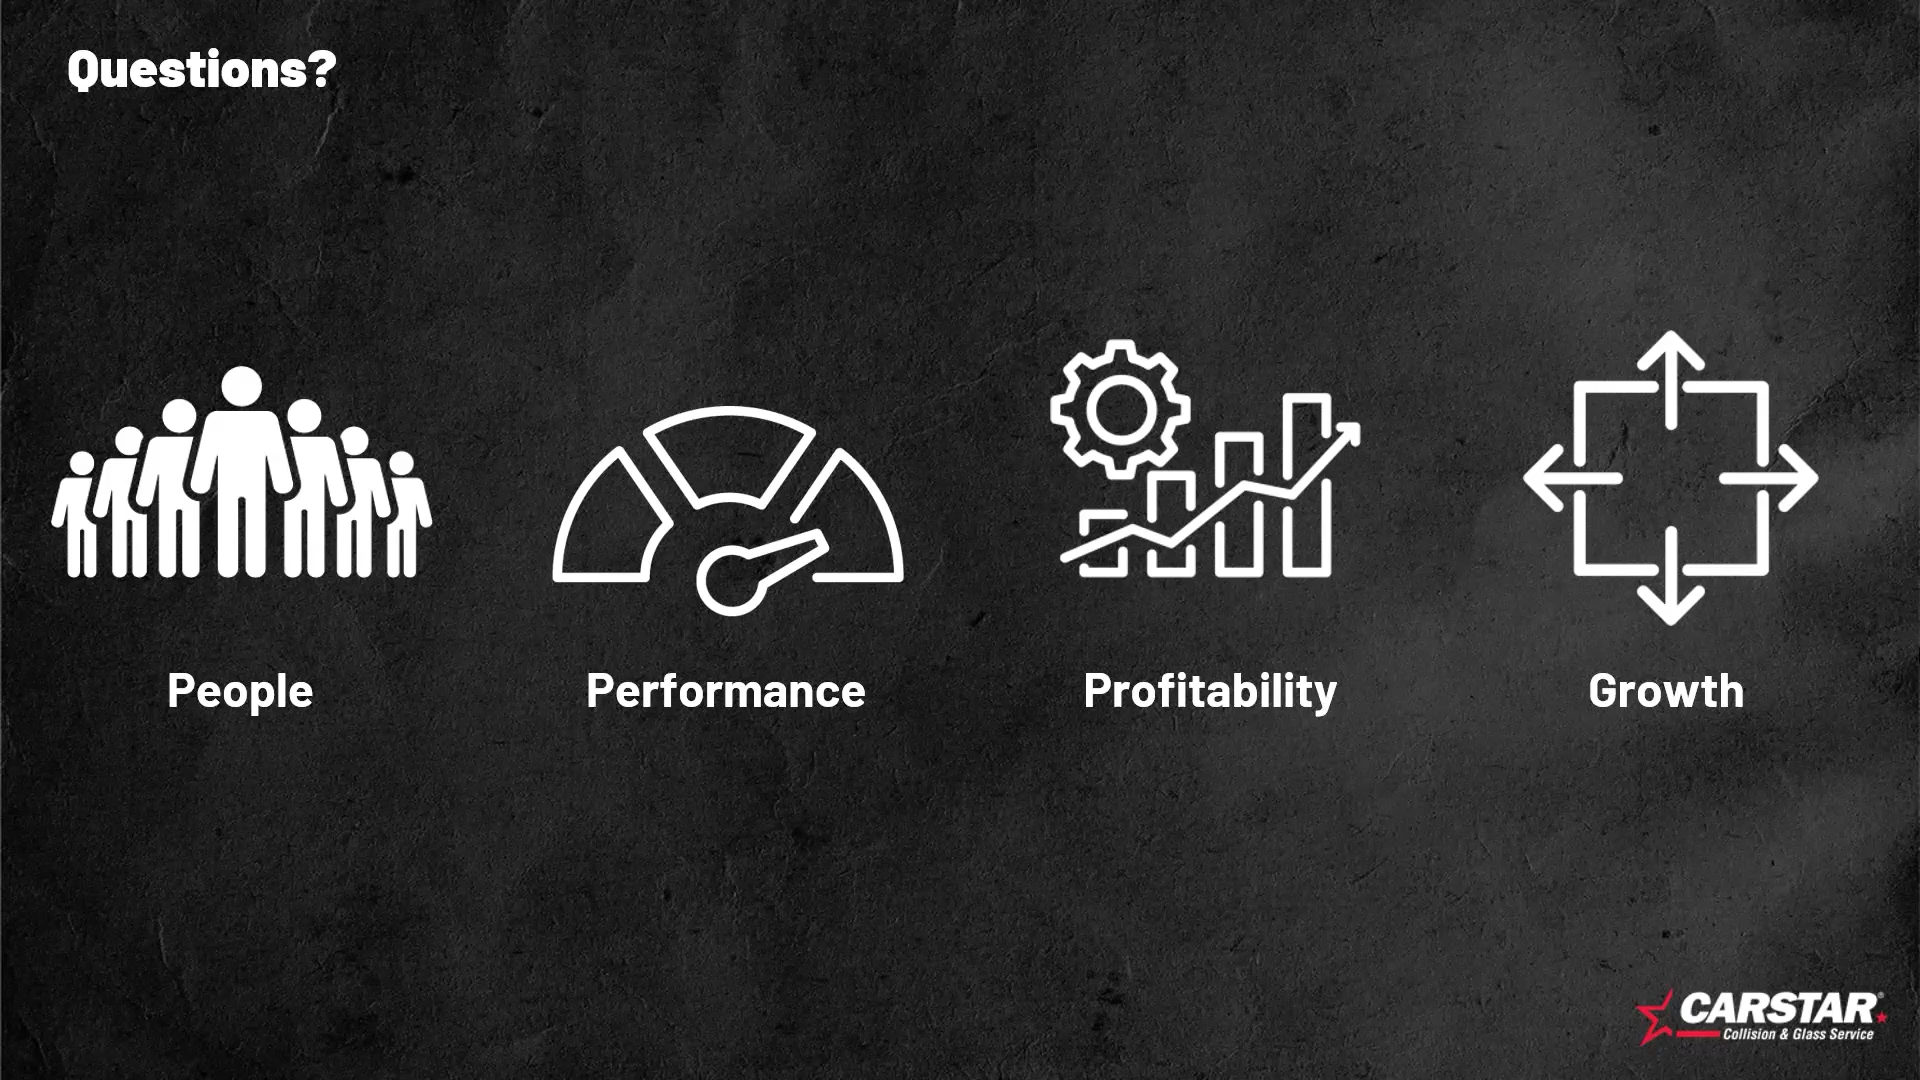 Questions?
People
Performance
Profitability
Growth
CARSTAR®
Collision & Glass Service